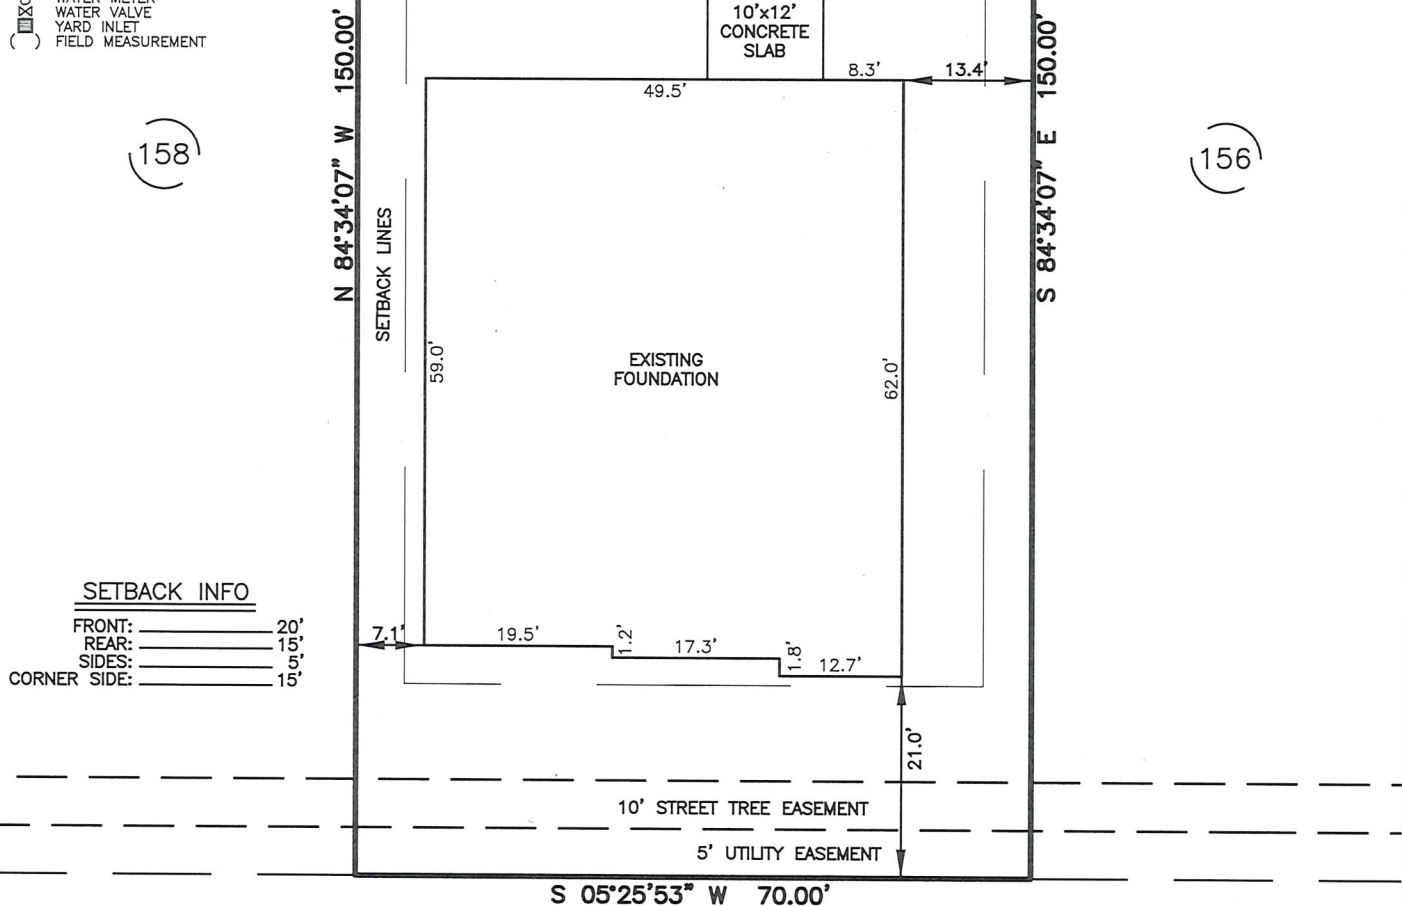 WATER METER
WATER VALVE
YARD INLET
( ) FIELD MEASUREMENT
N 84°34'07" W 150.00'
10'x12'
CONCRETE
SLAB
8.3'
13.4'
49.5'
S 84°34'07" E 150.00'
158
156
SETBACK LINES
59.0'
EXISTING
FOUNDATION
62.0'
SETBACK INFO
FRONT: 20'
REAR: 15'
SIDES: 5'
CORNER SIDE: 15'
7.1'
19.5'
1.2'
17.3'
1.8'
12.7'
21.0'
10' STREET TREE EASEMENT
5' UTILITY EASEMENT
S 05°25'53" W 70.00'